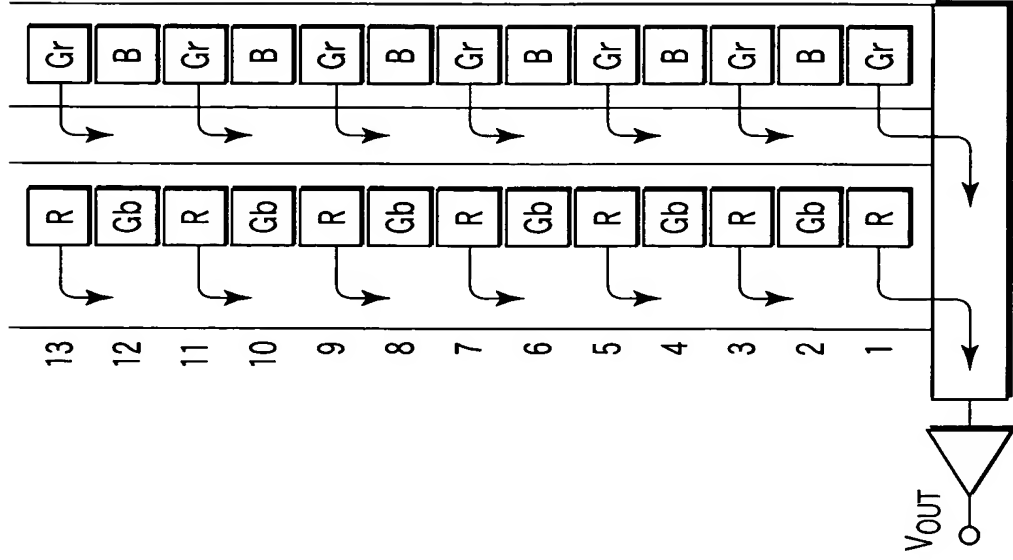 13 R Gr
12 Gb B
11 R Gr
10 Gb B
9 R Gr
8 Gb B
7 R Gr
6 Gb B
5 R Gr
4 Gb B
3 R Gr
2 Gb B
1 R Gr
VOUT